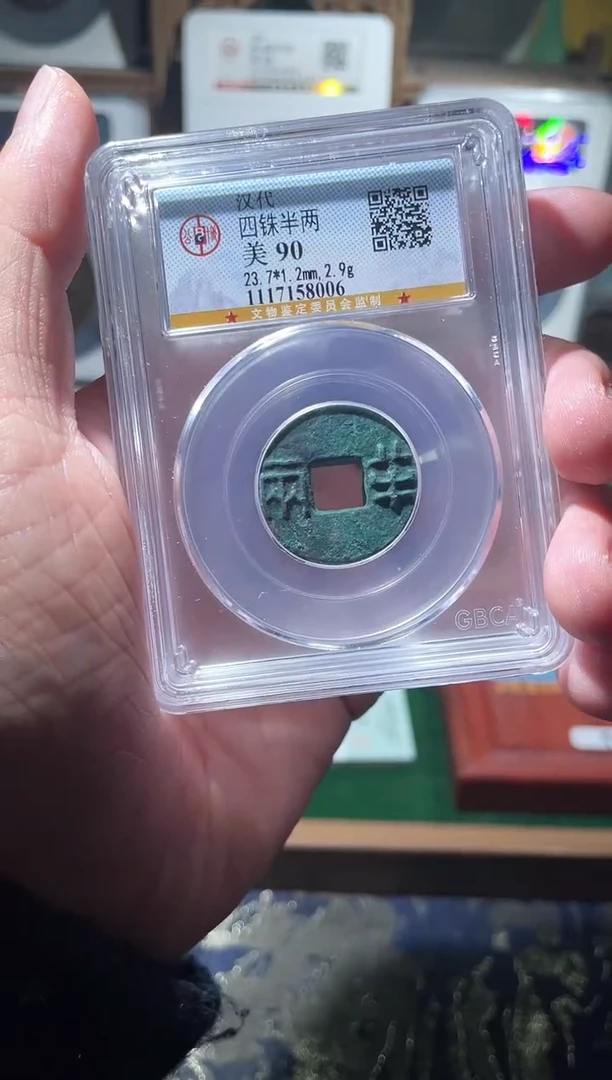 汉代
四铢半两
美 90
23.7*1.2mm,2.9g
1117158006
★ 文物鉴定委员会监制 ★
两 半
GBCA